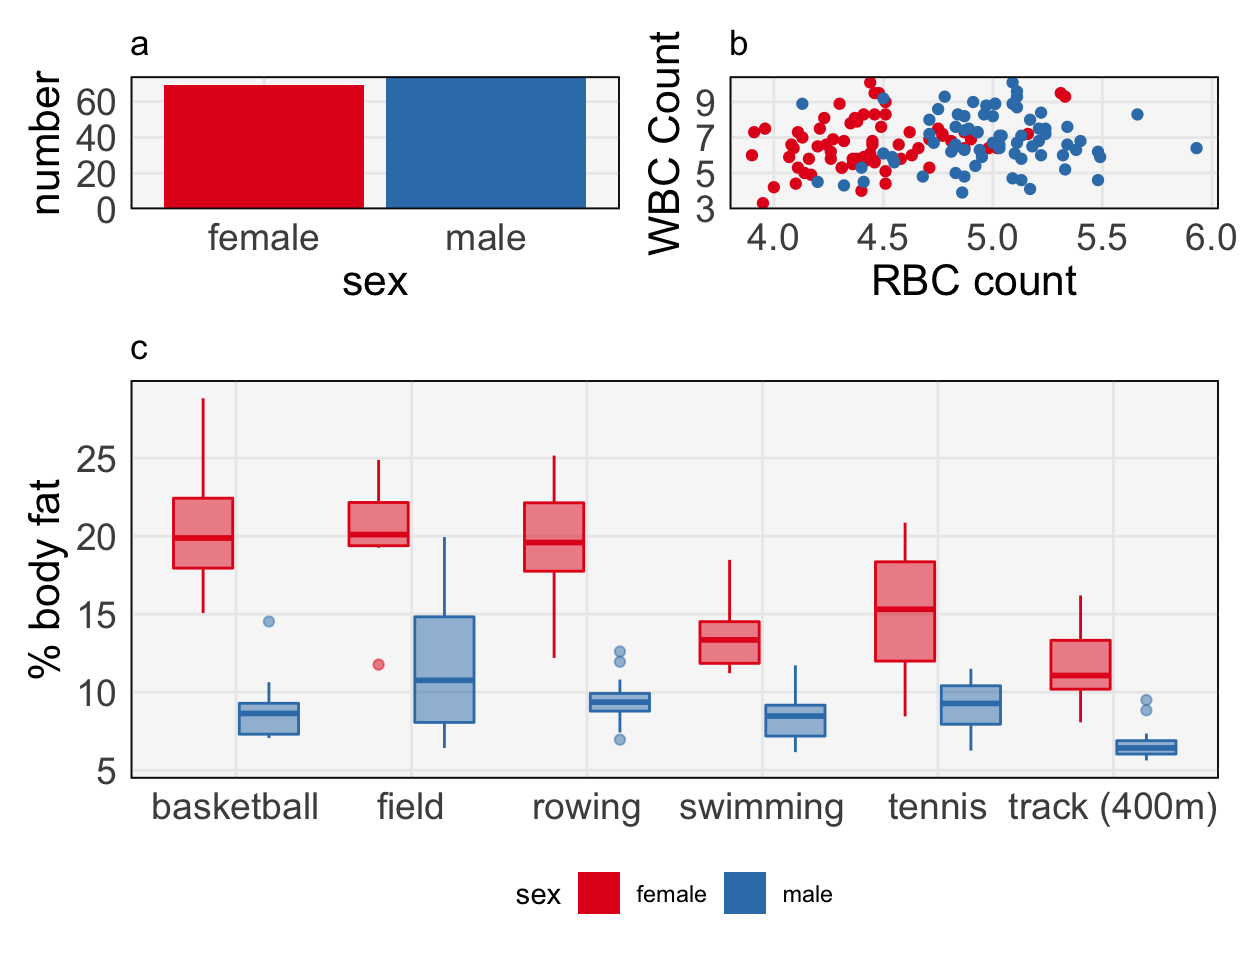 a
number
60
40
20
0
female male
sex
b
WBC Count
9
7
5
3
4.0 4.5 5.0 5.5 6.0
RBC count
c
% body fat
25
20
15
10
5
basketball field rowing swimming tennis track (400m)
sex female male